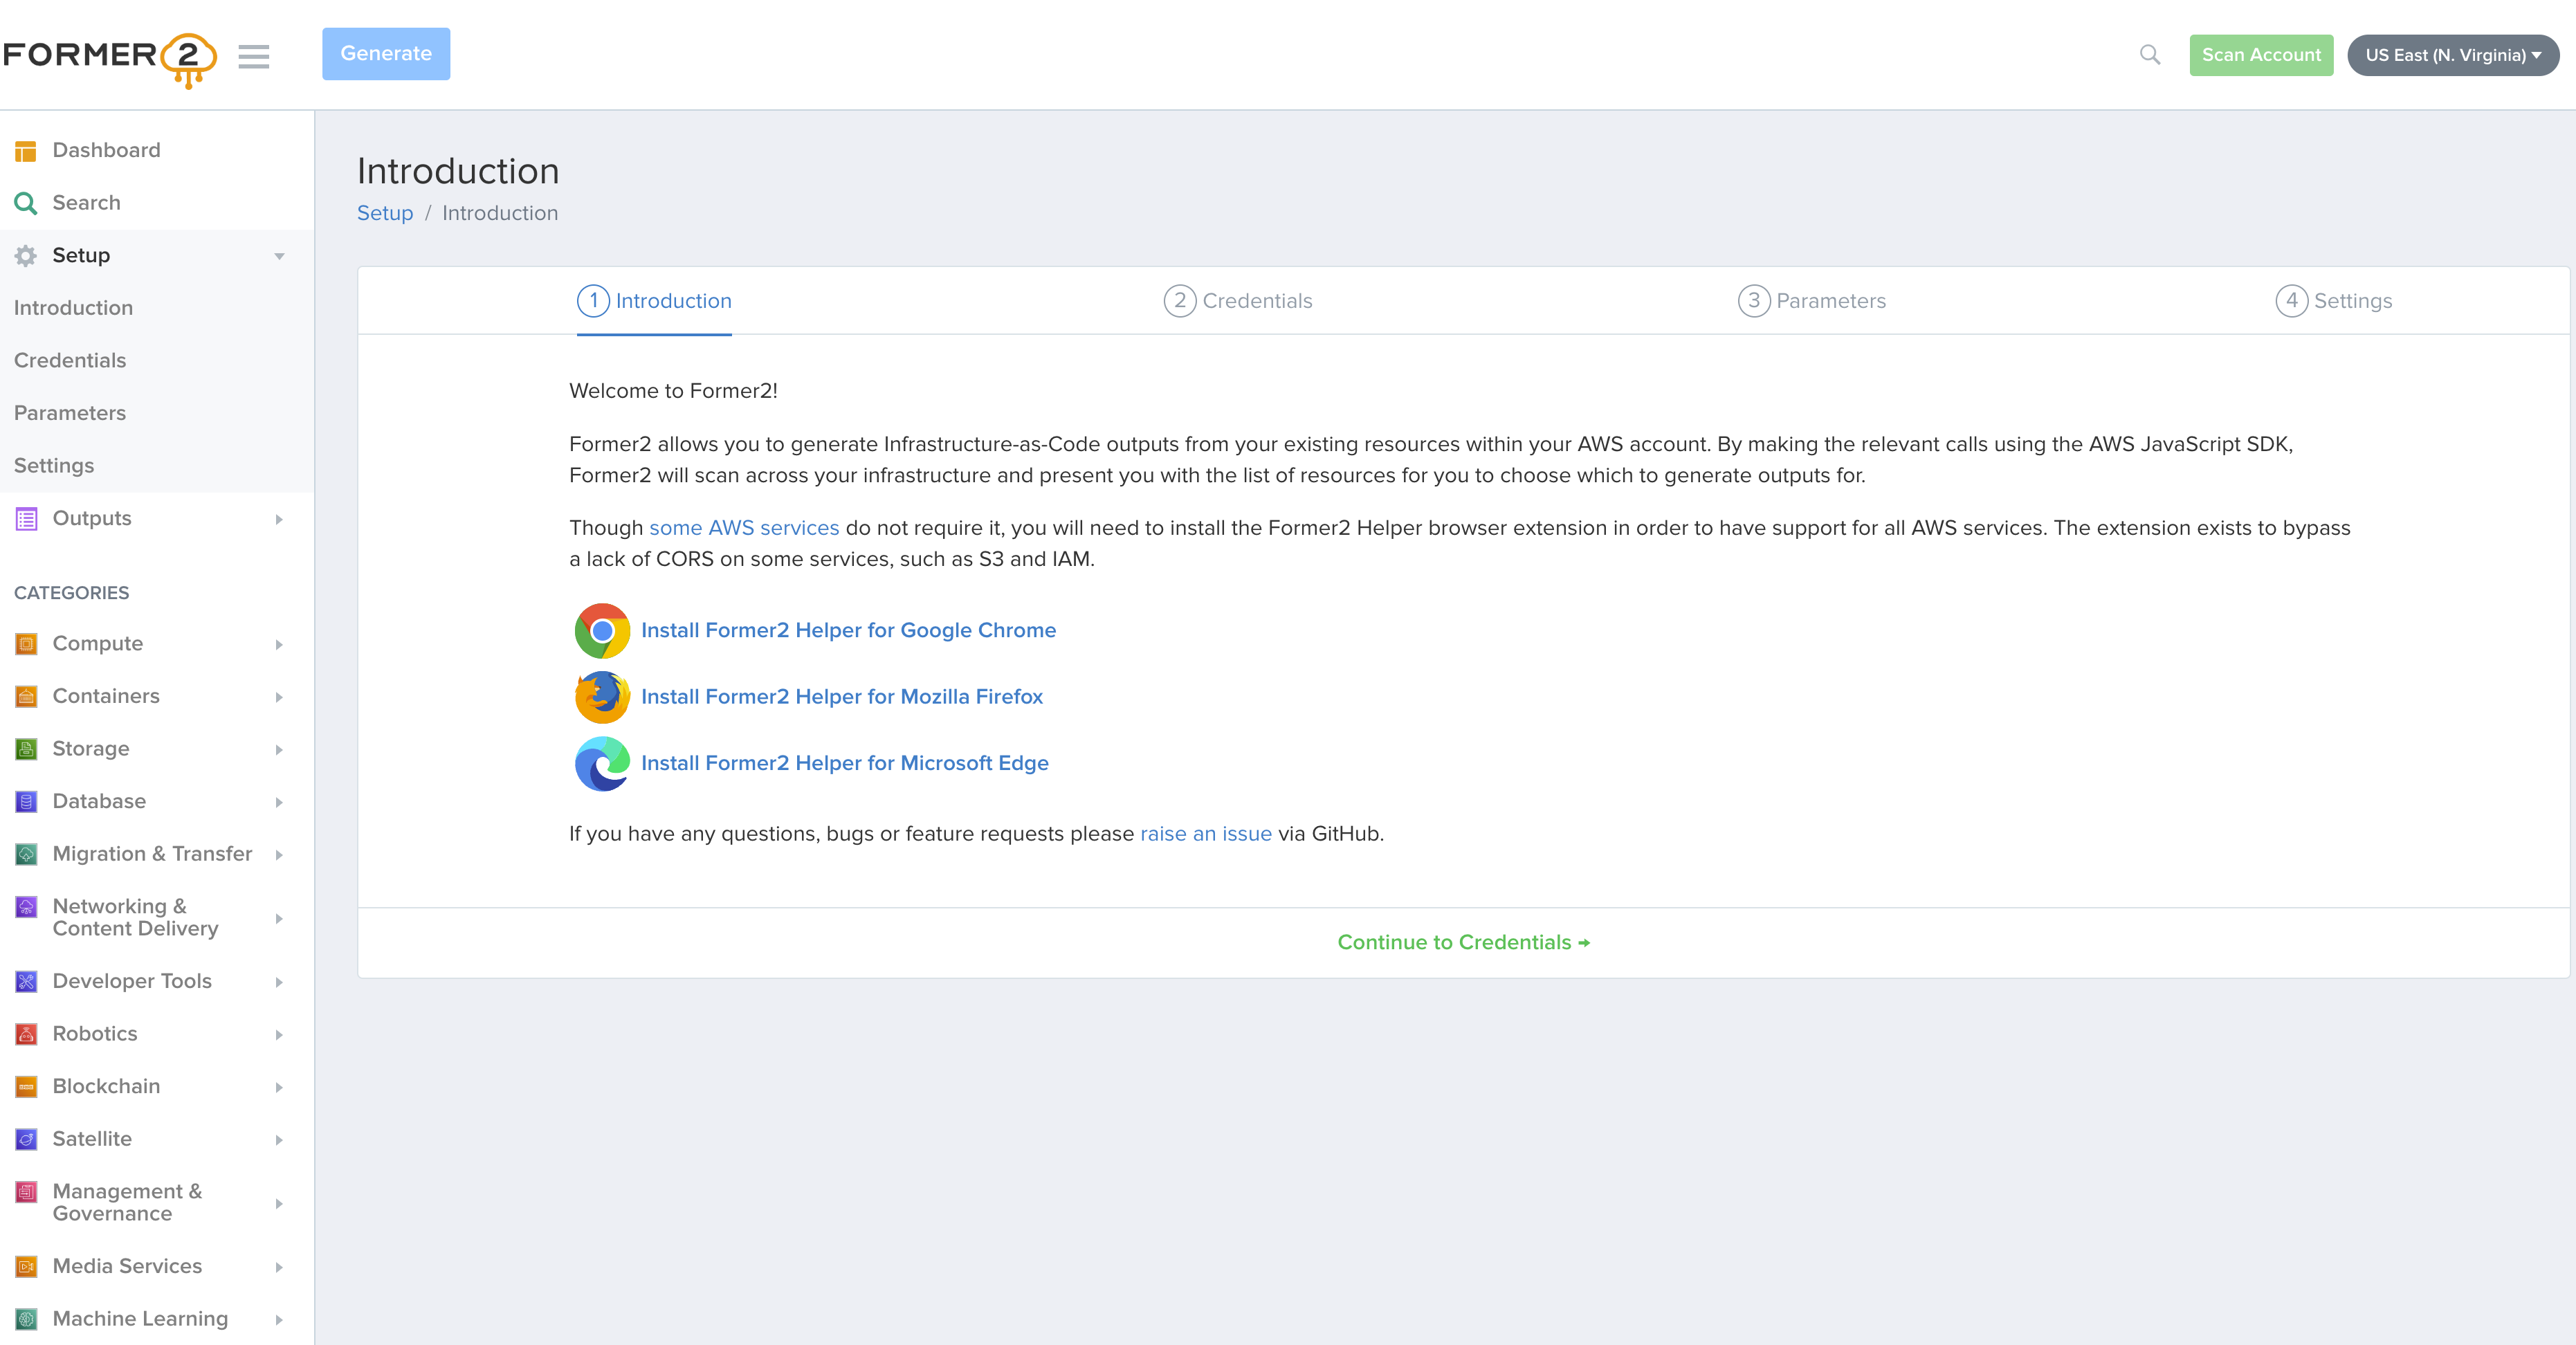 FORMER 2
Generate
Scan Account
US East (N. Virginia)
Dashboard
Search
Setup
Introduction
Credentials
Parameters
Settings
Outputs
CATEGORIES
Compute
Containers
Storage
Database
Migration & Transfer
Networking &
Content Delivery
Developer Tools
Robotics
Blockchain
Satellite
Management &
Governance
Media Services
Machine Learning
Introduction
Setup / Introduction
1 Introduction
2 Credentials
3 Parameters
4 Settings
Welcome to Former2!
Former2 allows you to generate Infrastructure-as-Code outputs from your existing resources within your AWS account. By making the relevant calls using the AWS JavaScript SDK,
Former2 will scan across your infrastructure and present you with the list of resources for you to choose which to generate outputs for.
Though some AWS services do not require it, you will need to install the Former2 Helper browser extension in order to have support for all AWS services. The extension exists to bypass
a lack of CORS on some services, such as S3 and IAM.
Install Former2 Helper for Google Chrome
Install Former2 Helper for Mozilla Firefox
Install Former2 Helper for Microsoft Edge
If you have any questions, bugs or feature requests please raise an issue via GitHub.
Continue to Credentials